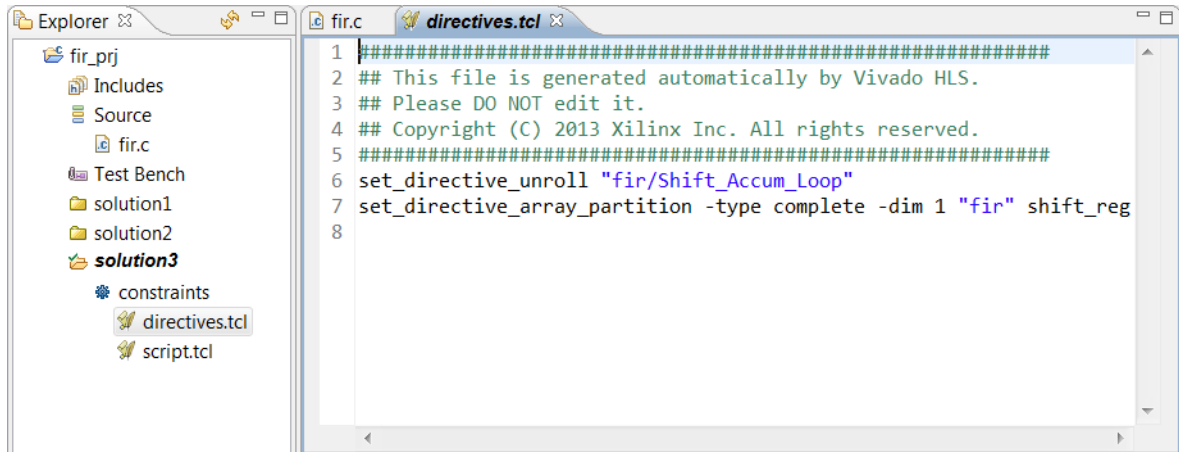 Explorer
fir_prj
Includes
Source
fir.c
Test Bench
solution1
solution2
solution3
constraints
directives.tcl
script.tcl
fir.c
directives.tcl
1 ############################################################
2 ## This file is generated automatically by Vivado HLS.
3 ## Please DO NOT edit it.
4 ## Copyright (C) 2013 Xilinx Inc. All rights reserved.
5 ############################################################
6 set_directive_unroll "fir/Shift_Accum_Loop"
7 set_directive_array_partition -type complete -dim 1 "fir" shift_reg
8